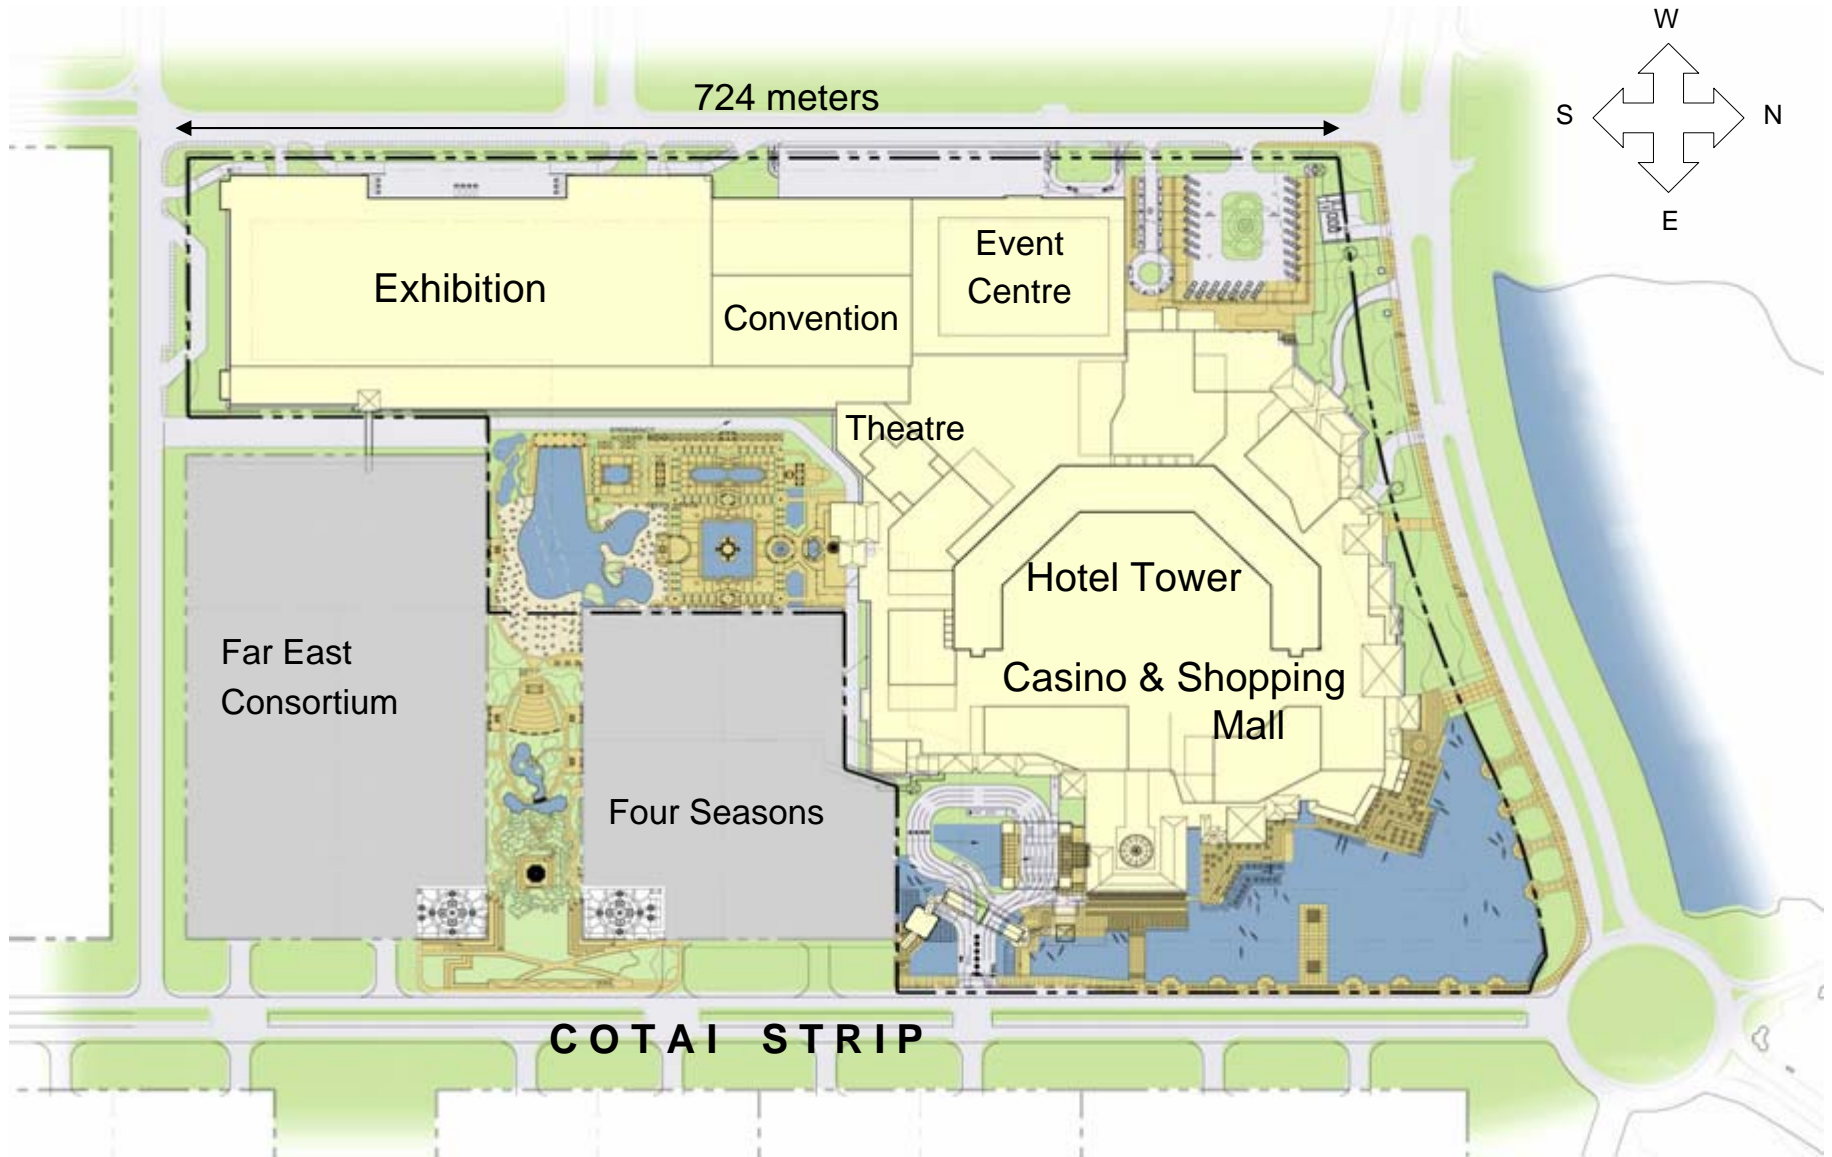 W
724 meters
S
N
E
Event
Centre
Exhibition
Convention
Theatre
Hotel Tower
Far East
Consortium
Casino & Shopping
Mall
Four Seasons
COTAI STRIP